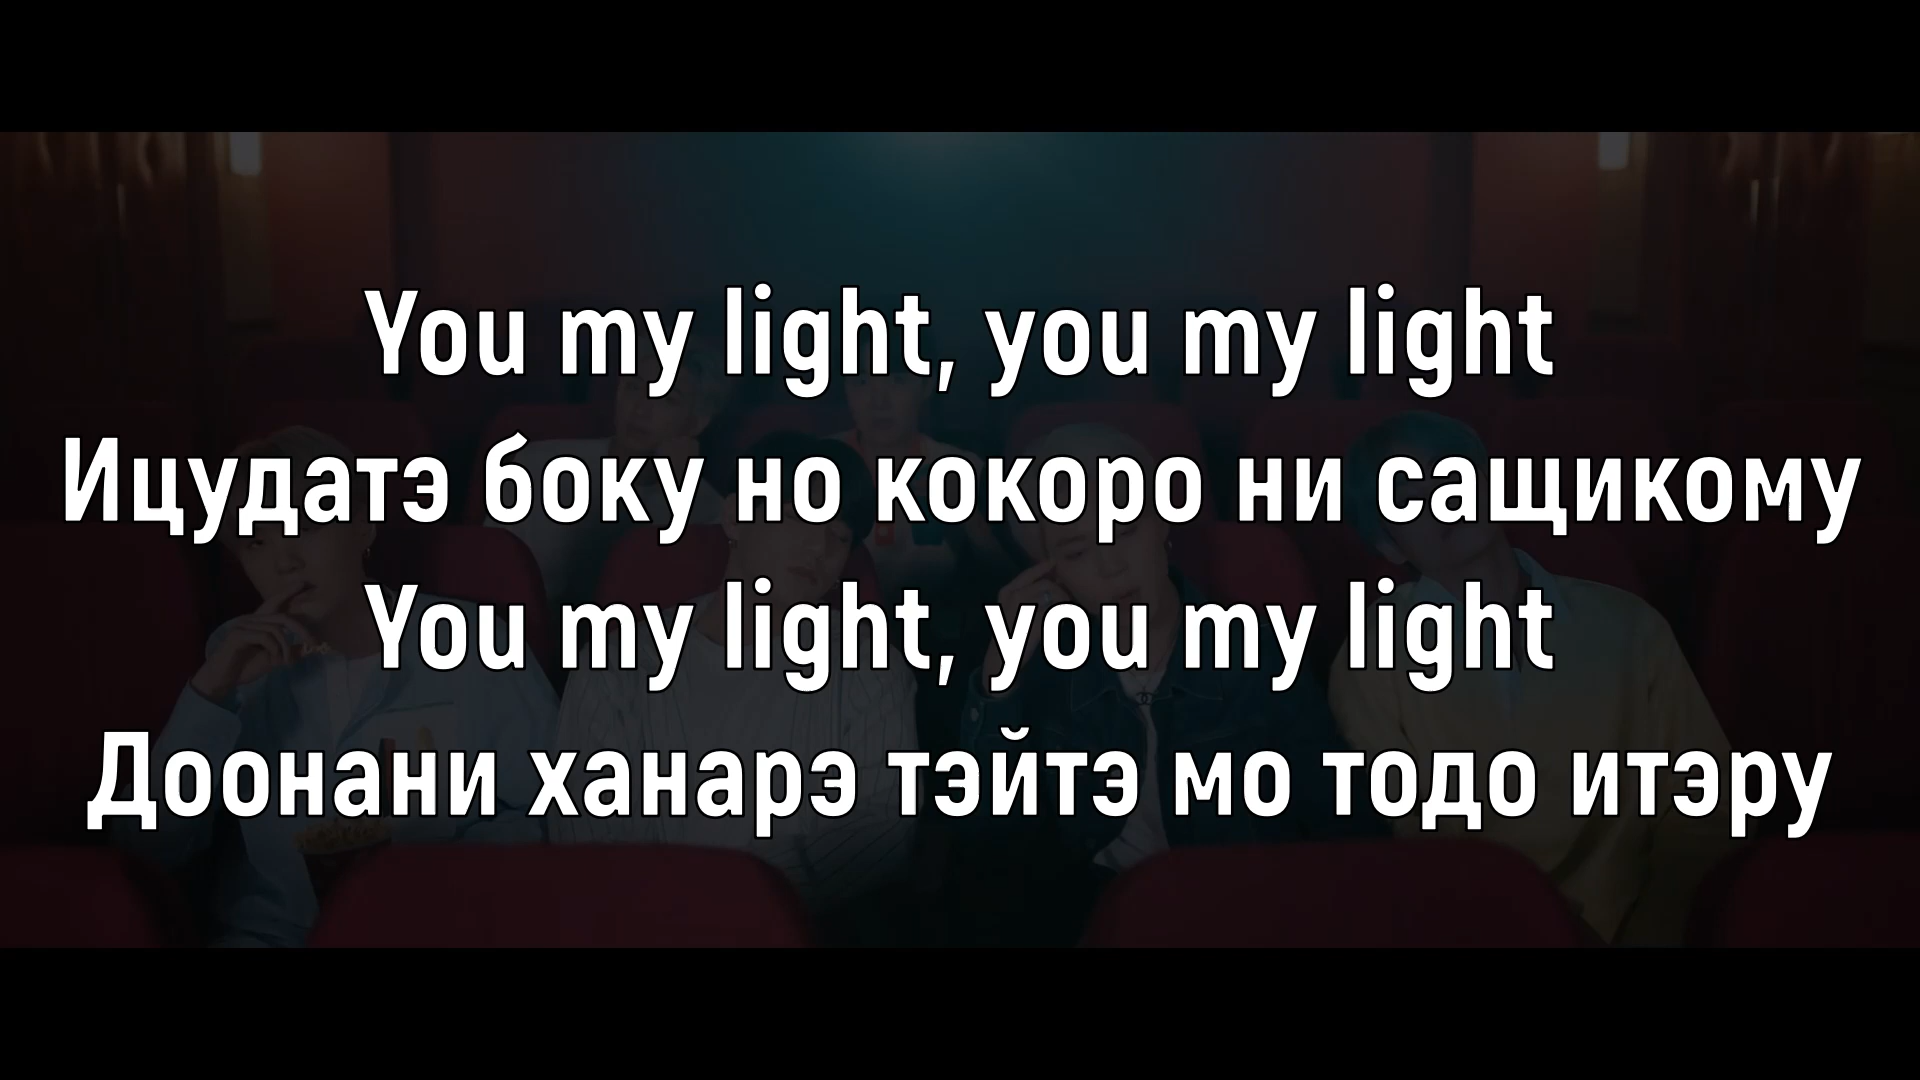 You my light, you my light
Ицудатэ боку но кокоро ни сащикому
You my light, you my light
Доонани ханарэ тэйтэ мо тодо итэру